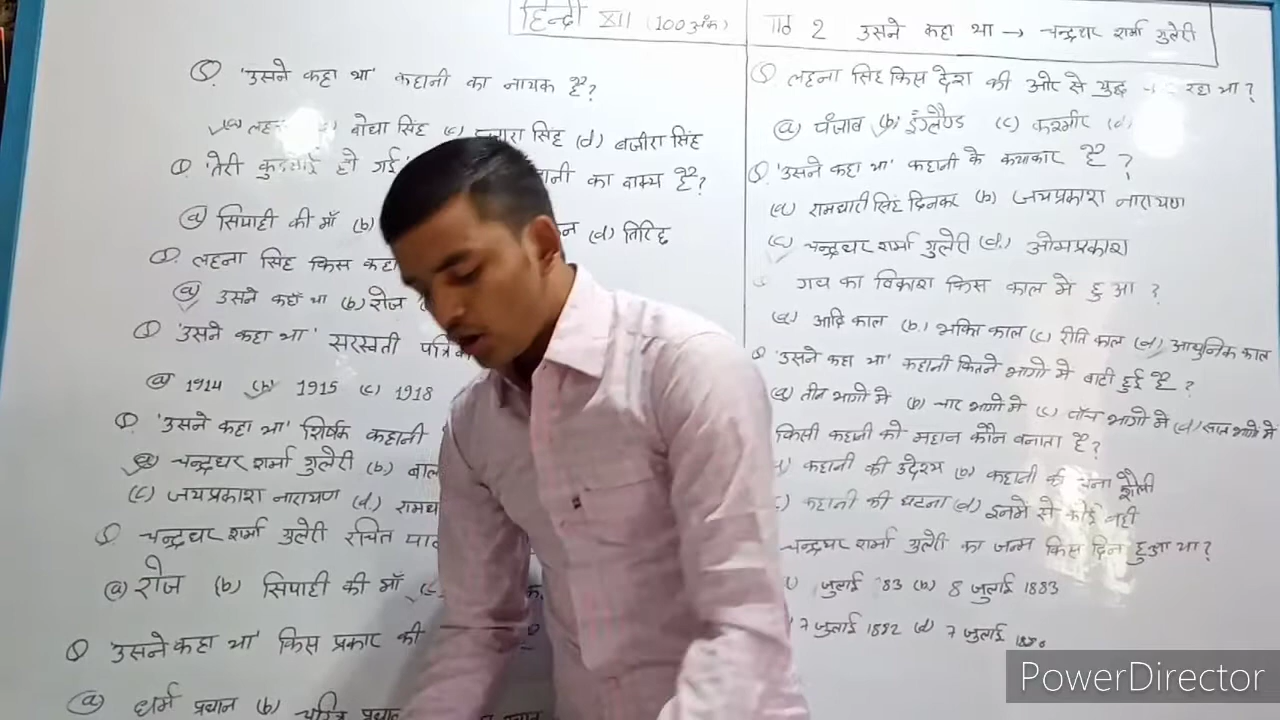 हिन्दी XII (100 अंक)
पाठ 2 उसने कहा था → चन्द्रधर शर्मा गुलेरी
Q. 'उसने कहा था' कहानी का नायक है?
(a) (c) बोधा सिंह (c) हजारा सिंह (d) बजीरा सिंह
Q. 'तेरी कुड़माई हो गई' का वाक्य है?
(a) सिपाही की माँ (b) (d) तिरिछ
Q. लहना सिंह किस
(a) उसने कहाँ था (b) रोज
Q. 'उसने कहा था' सरस्वती
(a) 1914 (b) 1915 (c) 1918
Q. 'उसने कहा था' शिर्षक कहानी
(a) चन्द्रधर शर्मा गुलेरी (b)
(c) जयप्रकाश नारायण (d)
Q. चन्द्रधर शर्मा गुलेरी रचित
(a) रोज (b) सिपाही की माँ
Q. 'उसने कहा था' किस प्रकार की
(a) धर्म प्रधान (b) चरित्र प्रधान
Q. लहना सिंह किस देश की ओर से युद्ध रहा था?
(a) पंजाब (b) इंग्लैण्ड (c) कश्मीर (d)
Q. 'उसने कहा था' कहानी के कथाकार है?
(a) रामधारी सिंह दिनकर (b) जयप्रकाश नारायण
(c) चन्द्रधर शर्मा गुलेरी (d) ओमप्रकाश
गद्य का विकाश किस काल मे हुआ?
(a) आदि काल (b) भक्ति काल (c) रीति काल (d) आधुनिक काल
Q 'उसने कहा था' कहानी कितने भागो मे बाटी हुई है?
(a) तीन भागो मे (b) चार भागो मे (c) पाँच भागो मे (d) सात भागो मे
किसी कहानी को महान कौन बनाता है?
कहानी की उदेश्य (b) कहानी की शैली
कहानी की घटना (d) इनमे से कोई नही
चन्द्रधर शर्मा गुलेरी का जन्म किस दिन हुआ था?
जुलाई 83 (b) 8 जुलाई 1883
7 जुलाई 1882 (d) 7 जुलाई
PowerDirector